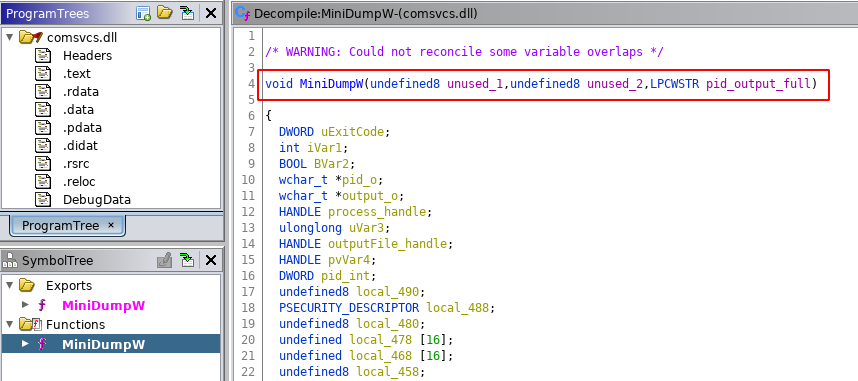 ProgramTrees
comsvcs.dll
Headers
.text
.rdata
.data
.pdata
.didat
.rsrc
.reloc
DebugData
ProgramTree ×
SymbolTree
Exports
f MiniDumpW
Functions
f MiniDumpW
Decompile:MiniDumpW-(comsvcs.dll)
1
2 /* WARNING: Could not reconcile some variable overlaps */
3
4 void MiniDumpW(undefined8 unused_1,undefined8 unused_2,LPCWSTR pid_output_full)
5
6 {
7 DWORD uExitCode;
8 int iVar1;
9 BOOL BVar2;
10 wchar_t *pid_o;
11 wchar_t *output_o;
12 HANDLE process_handle;
13 ulonglong uVar3;
14 HANDLE outputFile_handle;
15 HANDLE pvVar4;
16 DWORD pid_int;
17 undefined8 local_490;
18 PSECURITY_DESCRIPTOR local_488;
19 undefined8 local_480;
20 undefined local_478 [16];
21 undefined local_468 [16];
22 undefined8 local_458;